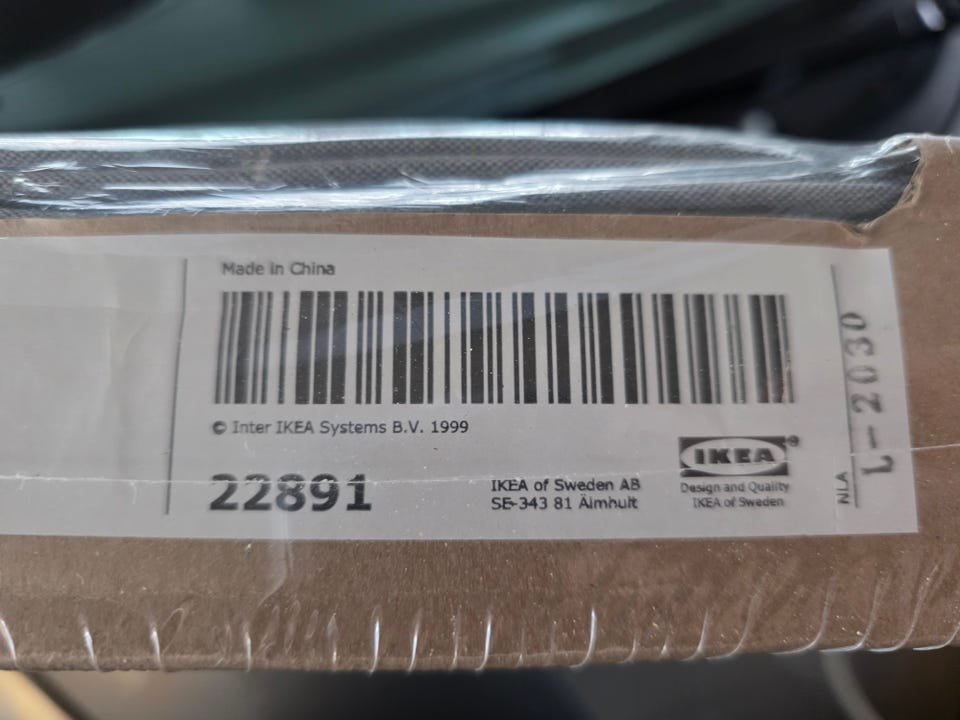 Made in China
© Inter IKEA Systems B.V. 1999
22891
IKEA of Sweden AB
SE-343 81 Älmhult
IKEA®
Design and Quality
IKEA of Sweden
NLA
L-2030